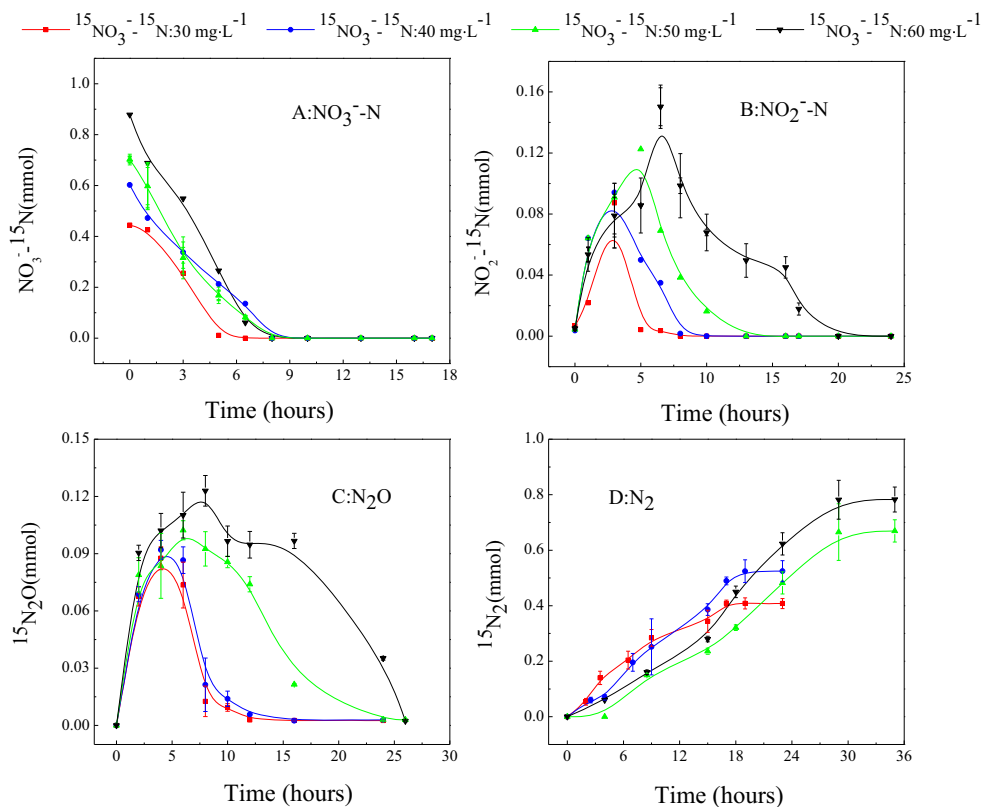 ¹⁵NO₃-¹⁵N:30 mg·L⁻¹ ¹⁵NO₃-¹⁵N:40 mg·L⁻¹ ¹⁵NO₃-¹⁵N:50 mg·L⁻¹ ¹⁵NO₃-¹⁵N:60 mg·L⁻¹
A:NO₃⁻-N
NO₃⁻-¹⁵N(mmol)
1.0
0.8
0.6
0.4
0.2
0.0
0 3 6 9 12 15 18
Time (hours)
B:NO₂⁻-N
NO₂⁻-¹⁵N(mmol)
0.16
0.12
0.08
0.04
0.00
0 5 10 15 20 25
Time (hours)
C:N₂O
¹⁵N₂O(mmol)
0.15
0.12
0.09
0.06
0.03
0.00
0 5 10 15 20 25 30
Time (hours)
D:N₂
¹⁵N₂(mmol)
1.0
0.8
0.6
0.4
0.2
0.0
0 6 12 18 24 30 36
Time (hours)